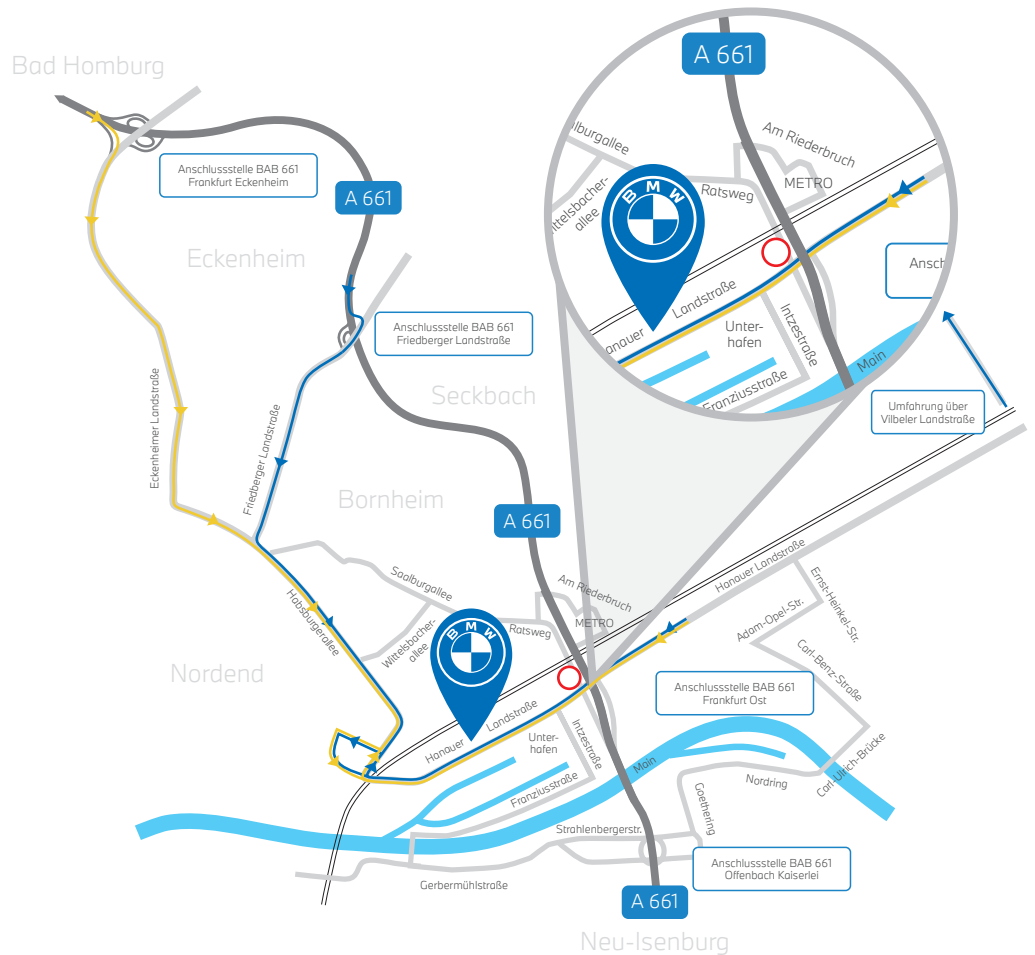 Bad Homburg
A 661
Am Riederbruch
METRO
Ratsweg
lburgallee
ittelsbacher-
allee
BMW
Ansch
Landstraße
anauer
Unter-
hafen
Intzestraße
Franziusstraße
Main
Anschlussstelle BAB 661
Frankfurt Eckenheim
A 661
Eckenheim
Anschlussstelle BAB 661
Friedberger Landstraße
Seckbach
Umfahrung über
Vilbeler Landstraße
Eckenheimer Landstraße
Friedberger Landstraße
Bornheim
A 661
Hanauer Landstraße
Saalburgallee
Am Riederbruch
METRO
Ernst-Heinkel-Str.
Adam-Opel-Str.
Habsburgerallee
Wittelsbacher-
allee
BMW
Ratsweg
Carl-Benz-Straße
Nordend
Anschlussstelle BAB 661
Frankfurt Ost
Hanauer
Landstraße
Unter-
hafen
Intzestraße
Franziusstraße
Main
Nordring
Carl-Ulrich-Brücke
Goethering
Strahlenbergerstr.
Gerbermühlstraße
Anschlussstelle BAB 661
Offenbach Kaiserlei
A 661
Neu-Isenburg